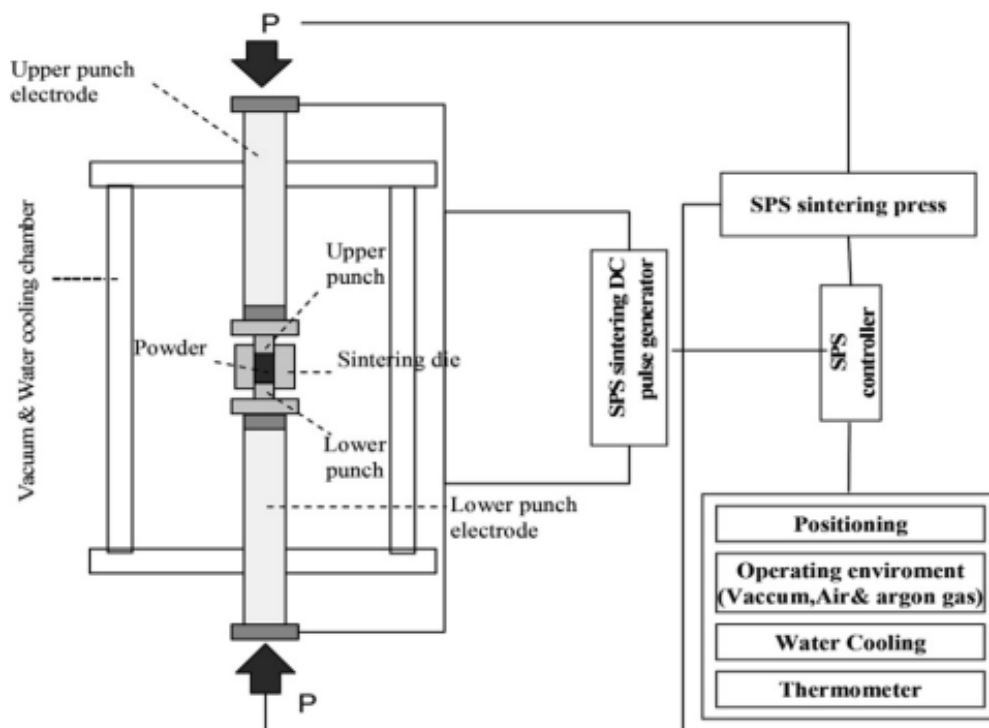 P
Upper punch
electrode
Vacuum & Water cooling chamber
Upper
punch
Powder
Sintering die
Lower
punch
Lower punch
electrode
P
SPS sintering DC
pulse generator
SPS sintering press
SPS
controller
Positioning
Operating enviroment
(Vaccum,Air& argon gas)
Water Cooling
Thermometer